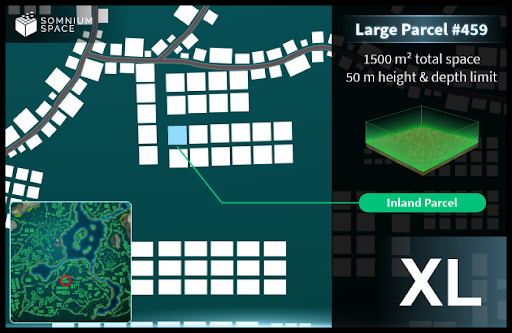 SOMNIUM
SPACE
Large Parcel #459
1500 m² total space
50 m height & depth limit
Inland Parcel
XL